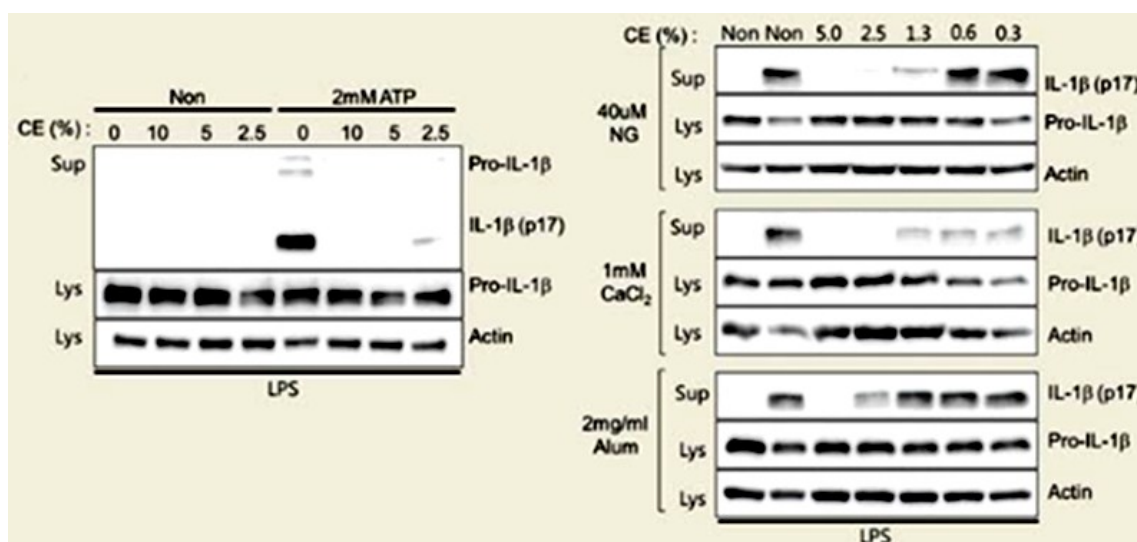 Non 2mM ATP
CE (%) : 0 10 5 2.5 0 10 5 2.5
Sup Pro-IL-1β
IL-1β (p17)
Lys Pro-IL-1β
Lys Actin
LPS
CE (%) : Non Non 5.0 2.5 1.3 0.6 0.3
40uM
NG
Sup IL-1β (p17)
Lys Pro-IL-1β
Lys Actin
1mM
CaCl₂
Sup IL-1β (p17
Lys Pro-IL-1β
Lys Actin
2mg/ml
Alum
Sup IL-1β (p17
Lys Pro-IL-1β
Lys Actin
LPS